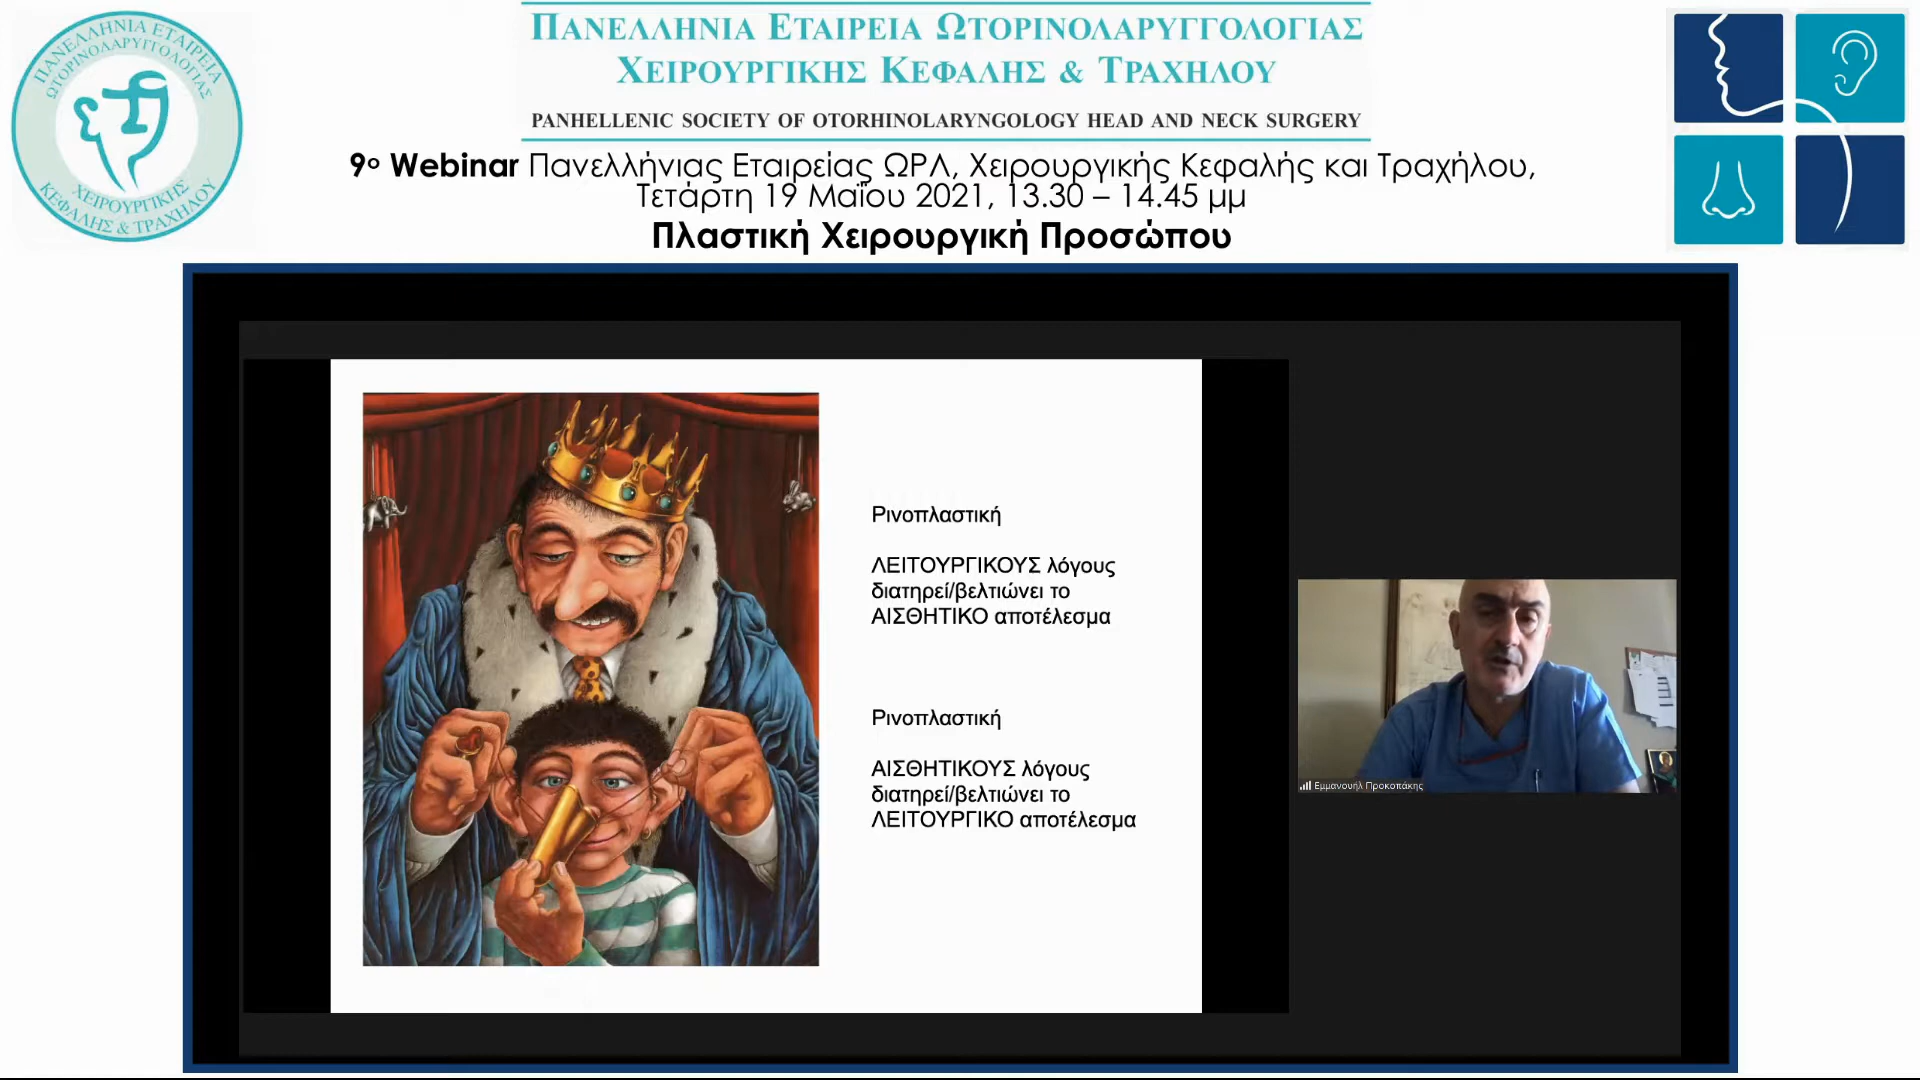 ΠΑΝΕΛΛΗΝΙΑ ΕΤΑΙΡΕΙΑ
ΩΤΟΡΙΝΟΛΑΡΥΓΓΟΛΟΓΙΑΣ
ΧΕΙΡΟΥΡΓΙΚΗΣ
ΚΕΦΑΛΗΣ & ΤΡΑΧΗΛΟΥ
ΠΑΝΕΛΛΗΝΙΑ ΕΤΑΙΡΕΙΑ ΩΤΟΡΙΝΟΛΑΡΥΓΓΟΛΟΓΙΑΣ
ΧΕΙΡΟΥΡΓΙΚΗΣ ΚΕΦΑΛΗΣ & ΤΡΑΧΗΛΟΥ
PANHELLENIC SOCIETY OF OTORHINOLARYNGOLOGY HEAD AND NECK SURGERY
9ο Webinar Πανελλήνιας Εταιρείας ΩΡΛ, Χειρουργικής Κεφαλής και Τραχήλου,
Τετάρτη 19 Μαΐου 2021, 13.30 – 14.45 μμ
Πλαστική Χειρουργική Προσώπου
Ρινοπλαστική
ΛΕΙΤΟΥΡΓΙΚΟΥΣ λόγους
διατηρεί/βελτιώνει το
ΑΙΣΘΗΤΙΚΟ αποτέλεσμα
Ρινοπλαστική
ΑΙΣΘΗΤΙΚΟΥΣ λόγους
διατηρεί/βελτιώνει το
ΛΕΙΤΟΥΡΓΙΚΟ αποτέλεσμα
Εμμανουήλ Προκοπάκης